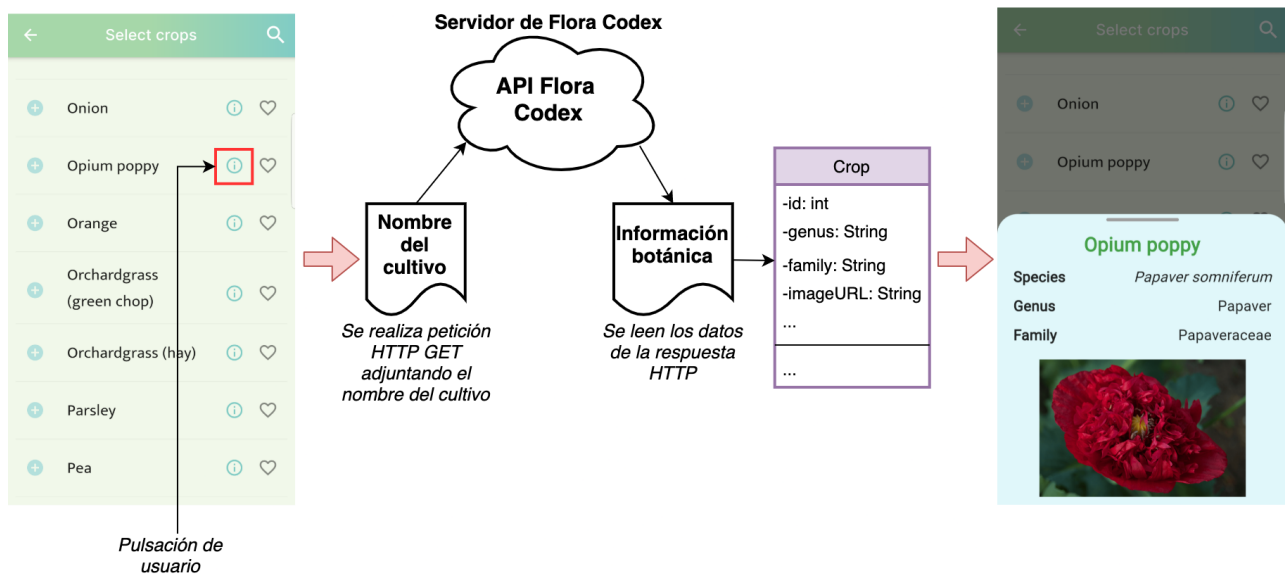 Select crops
Onion
Opium poppy
Orange
Orchardgrass
(green chop)
Orchardgrass (hay)
Parsley
Pea
Pulsación de
usuario
Nombre
del
cultivo
Se realiza petición
HTTP GET
adjuntando el
nombre del cultivo
Servidor de Flora Codex
API Flora
Codex
Información
botánica
Se leen los datos
de la respuesta
HTTP
Crop
-id: int
-genus: String
-family: String
-imageURL: String
...
...
Select crops
Onion
Opium poppy
Opium poppy
Species Papaver somniferum
Genus Papaver
Family Papaveraceae